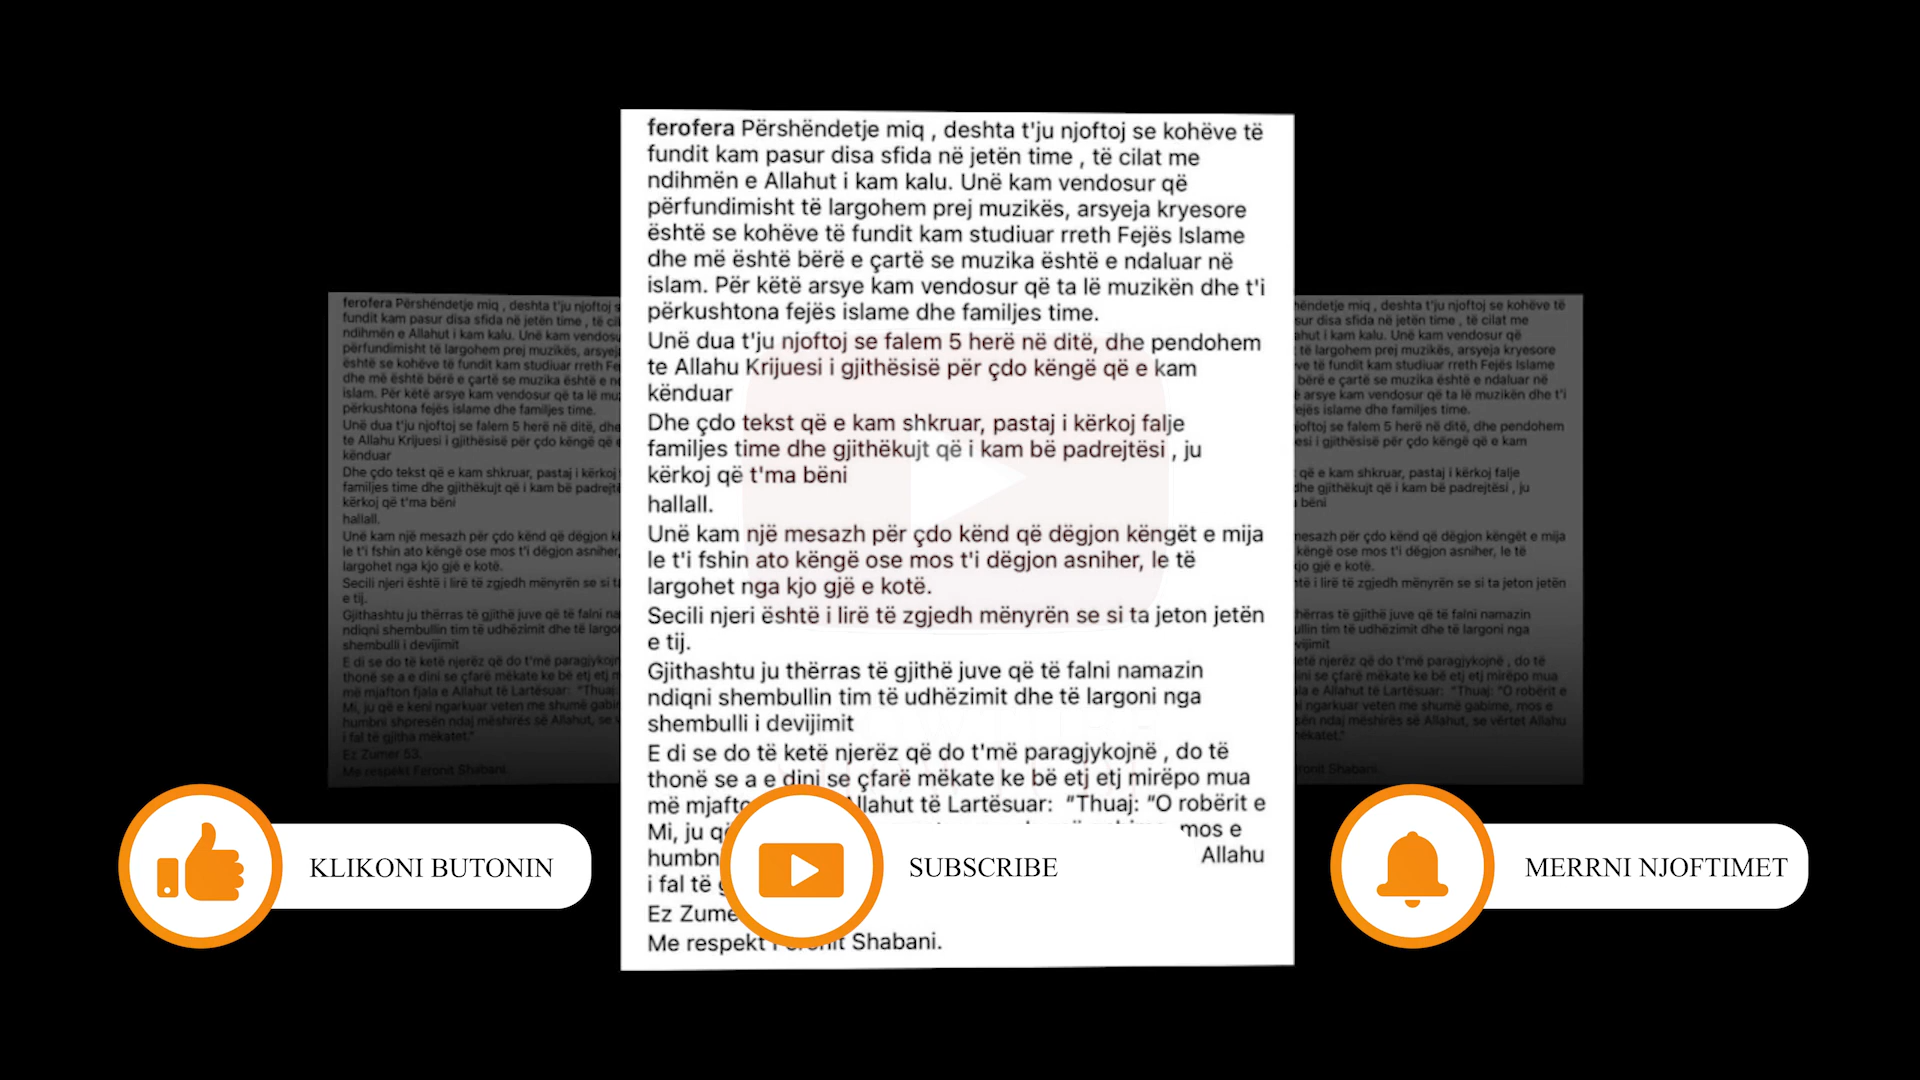 ferofera Përshëndetje miq , deshta t'ju njoftoj se kohëve të
fundit kam pasur disa sfida në jetën time , të cilat me
ndihmën e Allahut i kam kalu. Unë kam vendosur që
përfundimisht të largohem prej muzikës, arsyeja kryesore
është se kohëve të fundit kam studiuar rreth Fejës Islame
dhe më është bërë e çartë se muzika është e ndaluar në
islam. Për këtë arsye kam vendosur që ta lë muzikën dhe t'i
përkushtona fejës islame dhe familjes time.
Unë dua t'ju njoftoj se falem 5 herë në ditë, dhe pendohem
te Allahu Krijuesi i gjithësisë për çdo këngë që e kam
kënduar
Dhe çdo tekst që e kam shkruar, pastaj i kërkoj falje
familjes time dhe gjithëkujt që i kam bë padrejtësi , ju
kërkoj që t'ma bëni
hallall.
Unë kam një mesazh për çdo kënd që dëgjon këngët e mija
le t'i fshin ato këngë ose mos t'i dëgjon asniher, le të
largohet nga kjo gjë e kotë.
Secili njeri është i lirë të zgjedh mënyrën se si ta jeton jetën
e tij.
Gjithashtu ju thërras të gjithë juve që të falni namazin
ndiqni shembullin tim të udhëzimit dhe të largoni nga
shembulli i devijimit
E di se do të ketë njerëz që do t'më paragjykojnë , do të
thonë se a e dini se çfarë mëkate ke bë etj etj mirëpo mua
më Allahut të Lartësuar: "Thuaj: "O robërit e
Mi, ju mos e
Allahu
i fal të
Ez
Me respekt Shabani.
KLIKONI BUTONIN
SUBSCRIBE
MERRNI NJOFTIMET